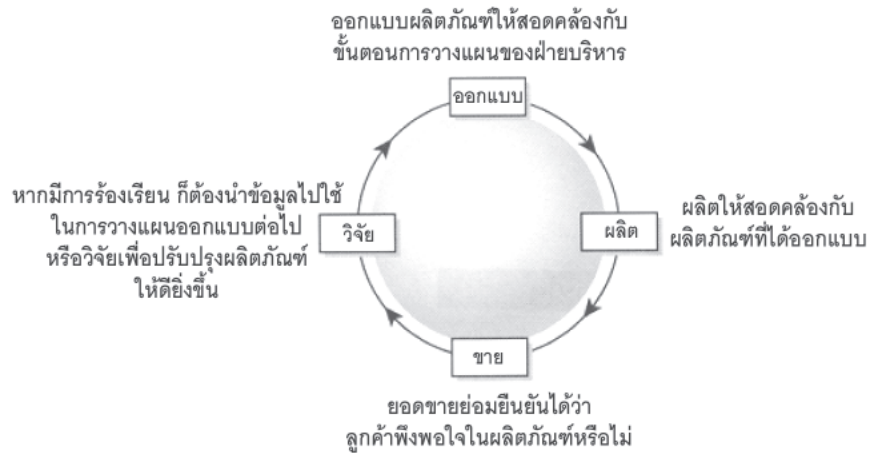 ออกแบบผลิตภัณฑ์ให้สอดคล้องกับ
ขั้นตอนการวางแผนของฝ่ายบริหาร
ออกแบบ
ผลิต
ผลิตให้สอดคล้องกับ
ผลิตภัณฑ์ที่ได้ออกแบบ
ขาย
ยอดขายย่อมยืนยันได้ว่า
ลูกค้าพึงพอใจในผลิตภัณฑ์หรือไม่
วิจัย
หากมีการร้องเรียน ก็ต้องนำข้อมูลไปใช้
ในการวางแผนออกแบบต่อไป
หรือวิจัยเพื่อปรับปรุงผลิตภัณฑ์
ให้ดียิ่งขึ้น